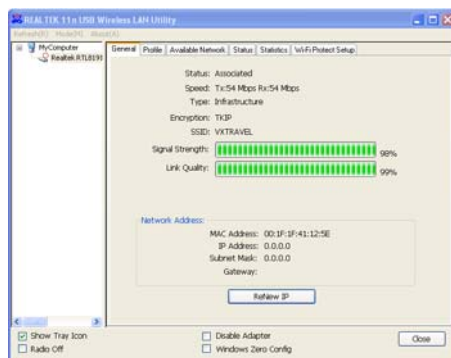 REALTEK 11n USB Wireless LAN Utility
Refresh(R) Mode(M) About(A)
MyComputer
Realtek RTL8191
General Profile Available Network Status Statistics Wi-Fi Protect Setup
Status: Associated
Speed: Tx:54 Mbps Rx:54 Mbps
Type: Infrastructure
Encryption: TKIP
SSID: VXTRAVEL
Signal Strength: 98%
Link Quality: 99%
Network Address:
MAC Address: 00:1F:1F:41:12:5E
IP Address: 0.0.0.0
Subnet Mask: 0.0.0.0
Gateway:
ReNew IP
Show Tray Icon
Radio Off
Disable Adapter
Windows Zero Config
Close